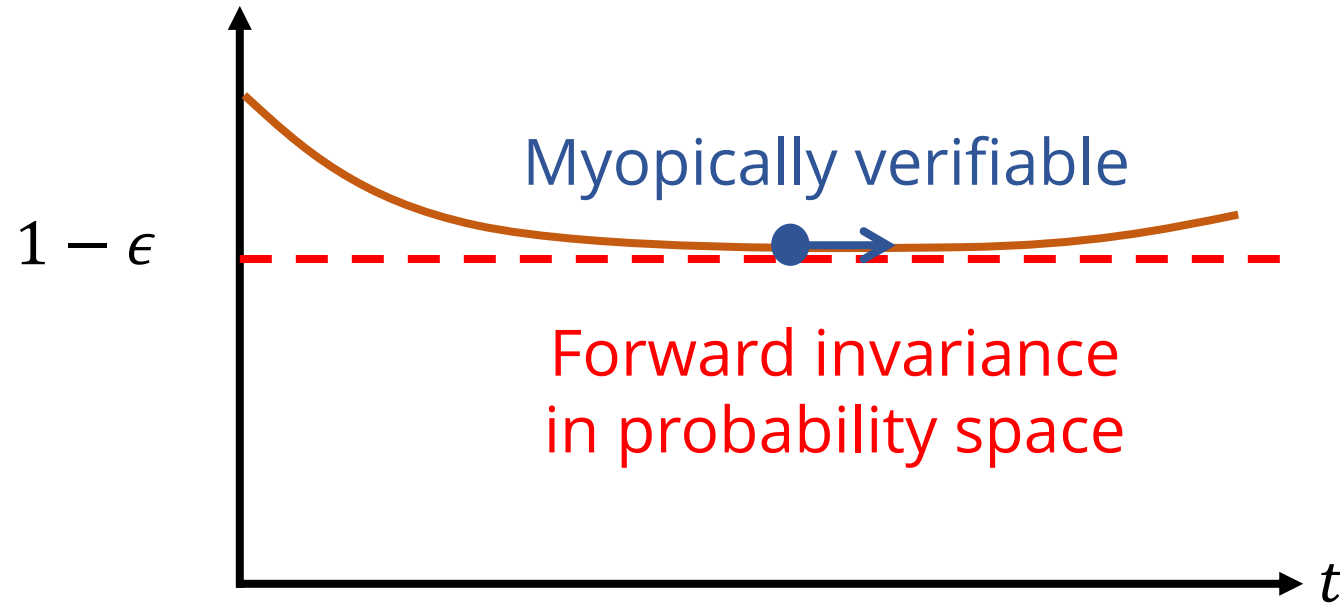 Myopically verifiable
1 − ϵ
Forward invariance
in probability space
t